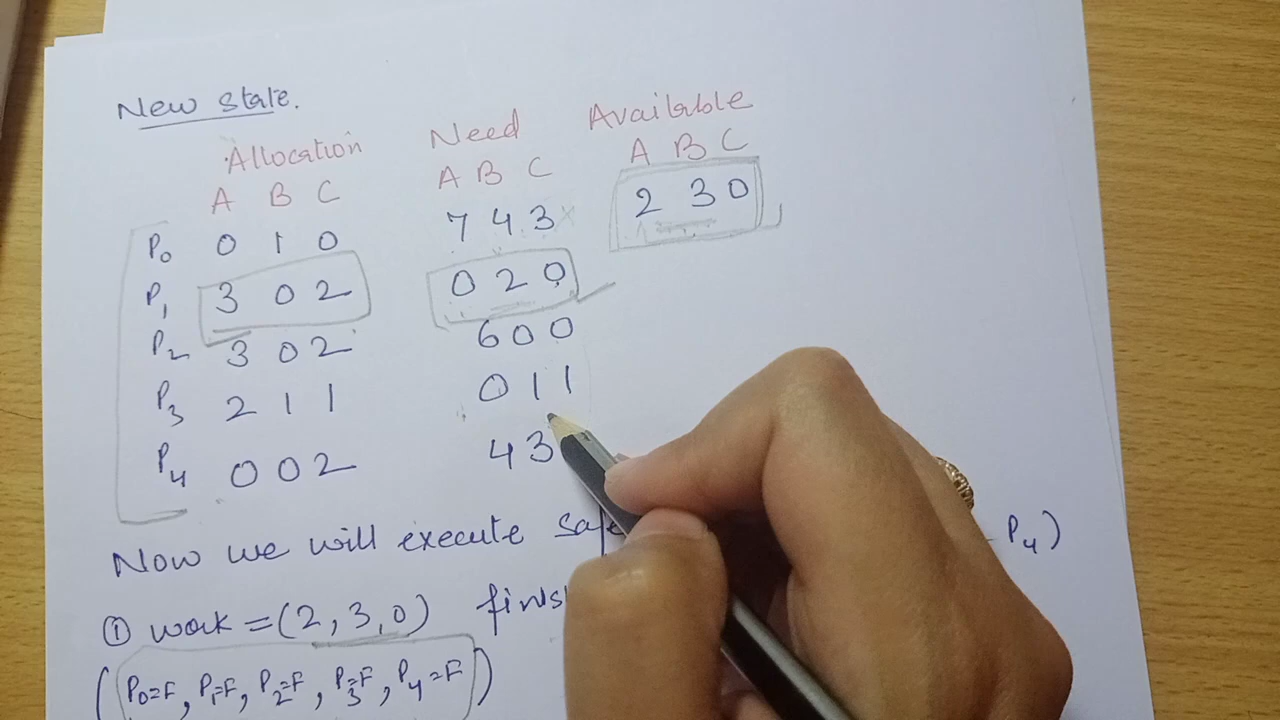 New state.
Allocation Need Available
A B C A B C A B C
P0 0 1 0 7 4 3 2 3 0
P1 3 0 2 0 2 0
P2 3 0 2 6 0 0
P3 2 1 1 0 1 1
P4 0 0 2 4 3
Now we will execute safe P4)
① work = (2, 3, 0) finis
(P0=F, P1=F, P2=F, P3=F, P4=F)